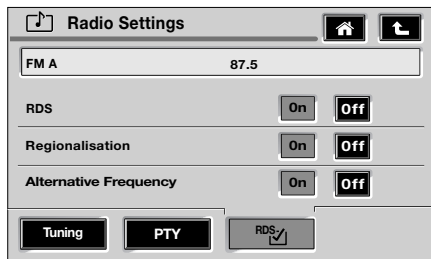 Radio Settings
FM A 87.5
RDS On Off
Regionalisation On Off
Alternative Frequency On Off
Tuning PTY RDS